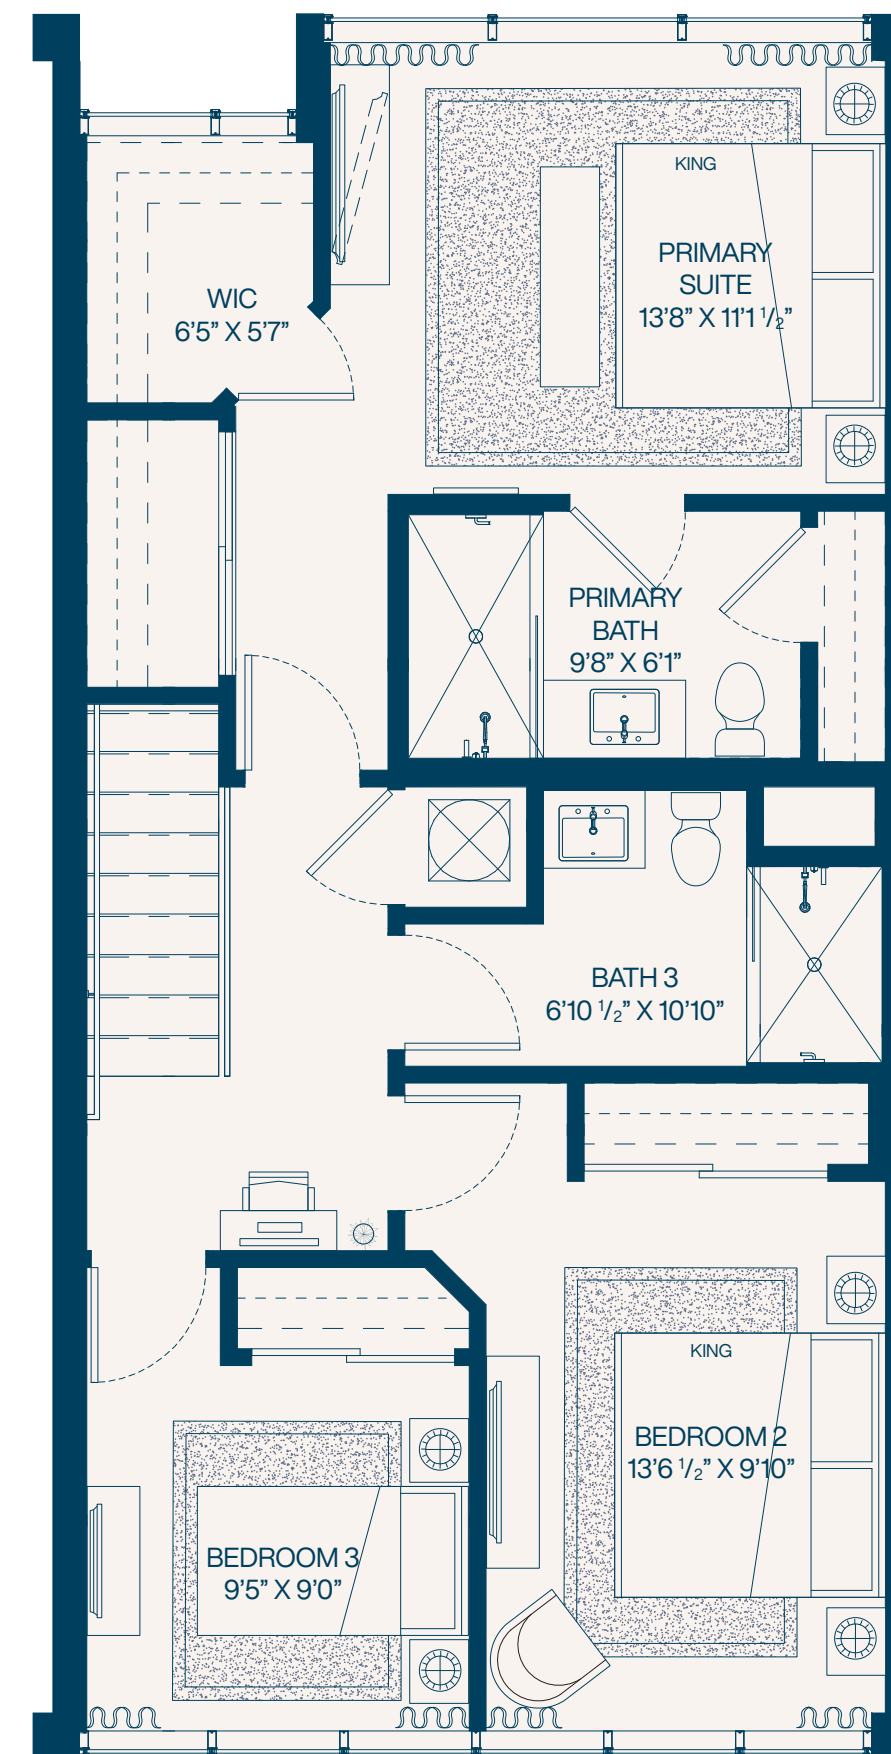 KING
PRIMARY
SUITE
13'8" X 11'1 1/2"
WIC
6'5" X 5'7"
PRIMARY
BATH
9'8" X 6'1"
BATH 3
6'10 1/2" X 10'10"
KING
BEDROOM 2
13'6 1/2" X 9'10"
BEDROOM 3
9'5" X 9'0"